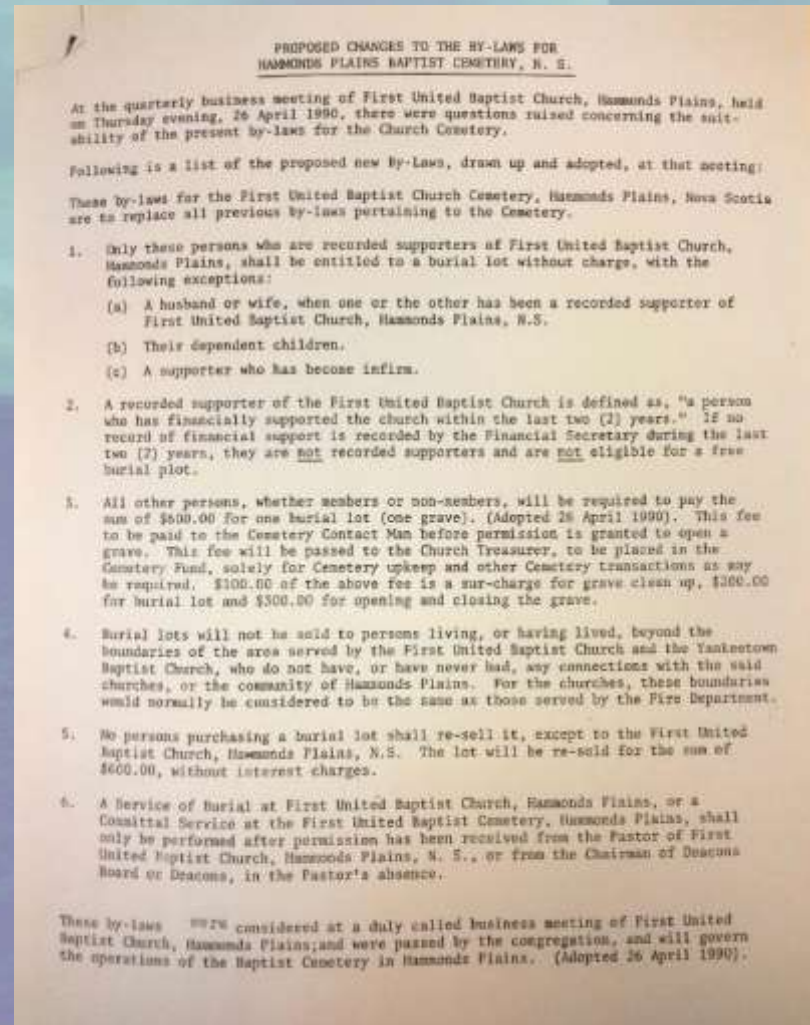 PROPOSED CHANGES TO THE BY-LAWS FOR
HAMMONDS PLAINS BAPTIST CEMETERY, N. S.
At the quarterly business meeting of First United Baptist Church, Hammonds Plains, held
on Thursday evening, 26 April 1990, there were questions raised concerning the suit-
ability of the present by-laws for the Church Cemetery.
Following is a list of the proposed new By-Laws, drawn up and adopted, at that meeting:
These by-laws for the First United Baptist Church Cemetery, Hammonds Plains, Nova Scotia
are to replace all previous by-laws pertaining to the Cemetery.
1. Only those persons who are recorded supporters of First United Baptist Church,
Hammonds Plains, shall be entitled to a burial lot without charge, with the
following exceptions:
(a) A husband or wife, when one or the other has been a recorded supporter of
First United Baptist Church, Hammonds Plains, N.S.
(b) Their dependent children.
(c) A supporter who has become infirm.
2. A recorded supporter of the First United Baptist Church is defined as, "a person
who has financially supported the church within the last two (2) years." If no
record of financial support is recorded by the Financial Secretary during the last
two (2) years, they are not recorded supporters and are not eligible for a free
burial plot.
3. All other persons, whether members or non-members, will be required to pay the
sum of $600.00 for one burial lot (one grave). (Adopted 26 April 1990). This fee
to be paid to the Cemetery Contact Man before permission is granted to open a
grave. This fee will be passed to the Church Treasurer, to be placed in the
Cemetery Fund, solely for Cemetery upkeep and other Cemetery transactions as may
be required. $100.00 of the above fee is a sur-charge for grave clean up, $200.00
for burial lot and $300.00 for opening and closing the grave.
4. Burial lots will not be sold to persons living, or having lived, beyond the
boundaries of the area served by the First United Baptist Church and the Yankeetown
Baptist Church, who do not have, or have never had, any connections with the said
churches, or the community of Hammonds Plains. For the churches, these boundaries
would normally be considered to be the same as those served by the Fire Department.
5. No persons purchasing a burial lot shall re-sell it, except to the First United
Baptist Church, Hammonds Plains, N.S. The lot will be re-sold for the sum of
$600.00, without interest charges.
6. A Service of Burial at First United Baptist Church, Hammonds Plains, or a
Committal Service at the First United Baptist Cemetery, Hammonds Plains, shall
only be performed after permission has been received from the Pastor of First
United Baptist Church, Hammonds Plains, N. S., or from the Chairman of Deacons
Board or Deacons, in the Pastor's absence.
These by-laws were considered at a duly called business meeting of First United
Baptist Church, Hammonds Plains;and were passed by the congregation, and will govern
the operations of the Baptist Cemetery in Hammonds Plains. (Adopted 26 April 1990).